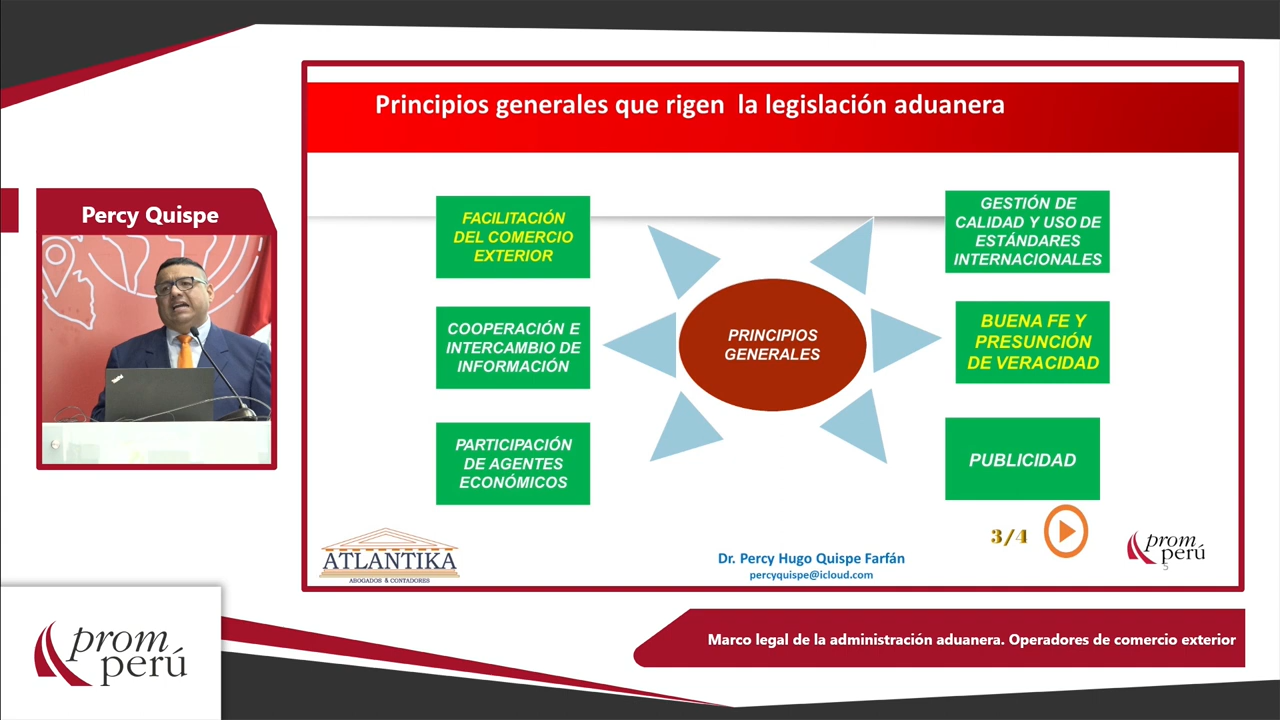 Principios generales que rigen la legislación aduanera
Percy Quispe
FACILITACIÓN
DEL COMERCIO
EXTERIOR
COOPERACIÓN E
INTERCAMBIO DE
INFORMACIÓN
PARTICIPACIÓN
DE AGENTES
ECONÓMICOS
PRINCIPIOS
GENERALES
GESTIÓN DE
CALIDAD Y USO DE
ESTÁNDARES
INTERNACIONALES
BUENA FE Y
PRESUNCIÓN
DE VERACIDAD
PUBLICIDAD
3/4
ATLANTIKA
ABOGADOS & CONTADORES
Dr. Percy Hugo Quispe Farfán
percyquispe@icloud.com
prom
perú
5
prom
perú
Marco legal de la administración aduanera. Operadores de comercio exterior